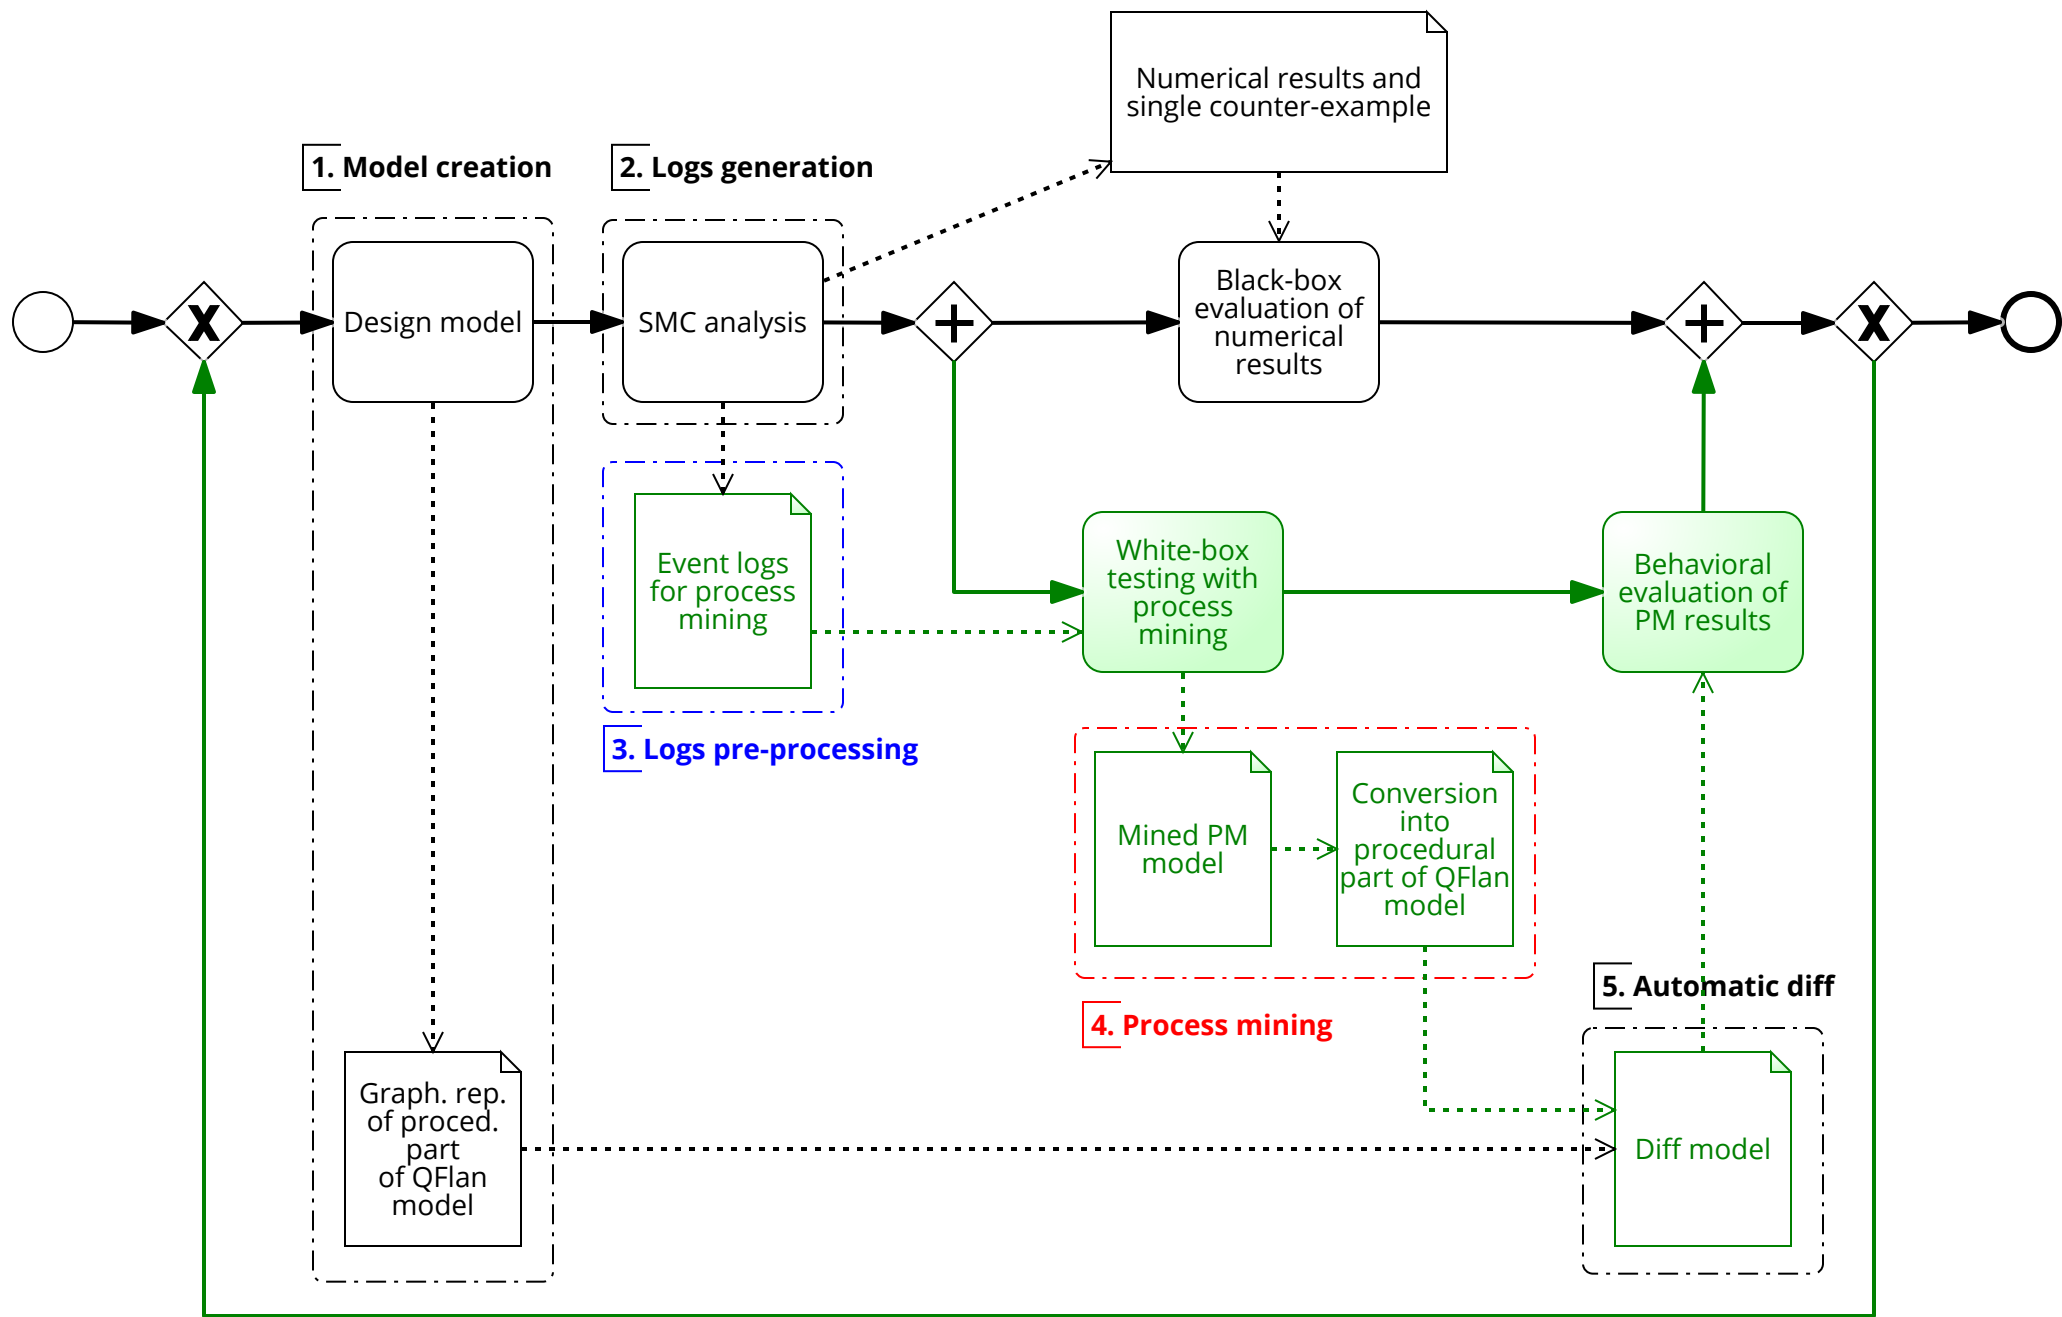 Numerical results and
single counter-example
1. Model creation
2. Logs generation
X
Design model
SMC analysis
+
Black-box
evaluation of
numerical
results
+
X
Event logs
for process
mining
White-box
testing with
process
mining
Behavioral
evaluation of
PM results
3. Logs pre-processing
Mined PM
model
Conversion
into
procedural
part of QFlan
model
4. Process mining
5. Automatic diff
Graph. rep.
of proced.
part
of QFlan
model
Diff model